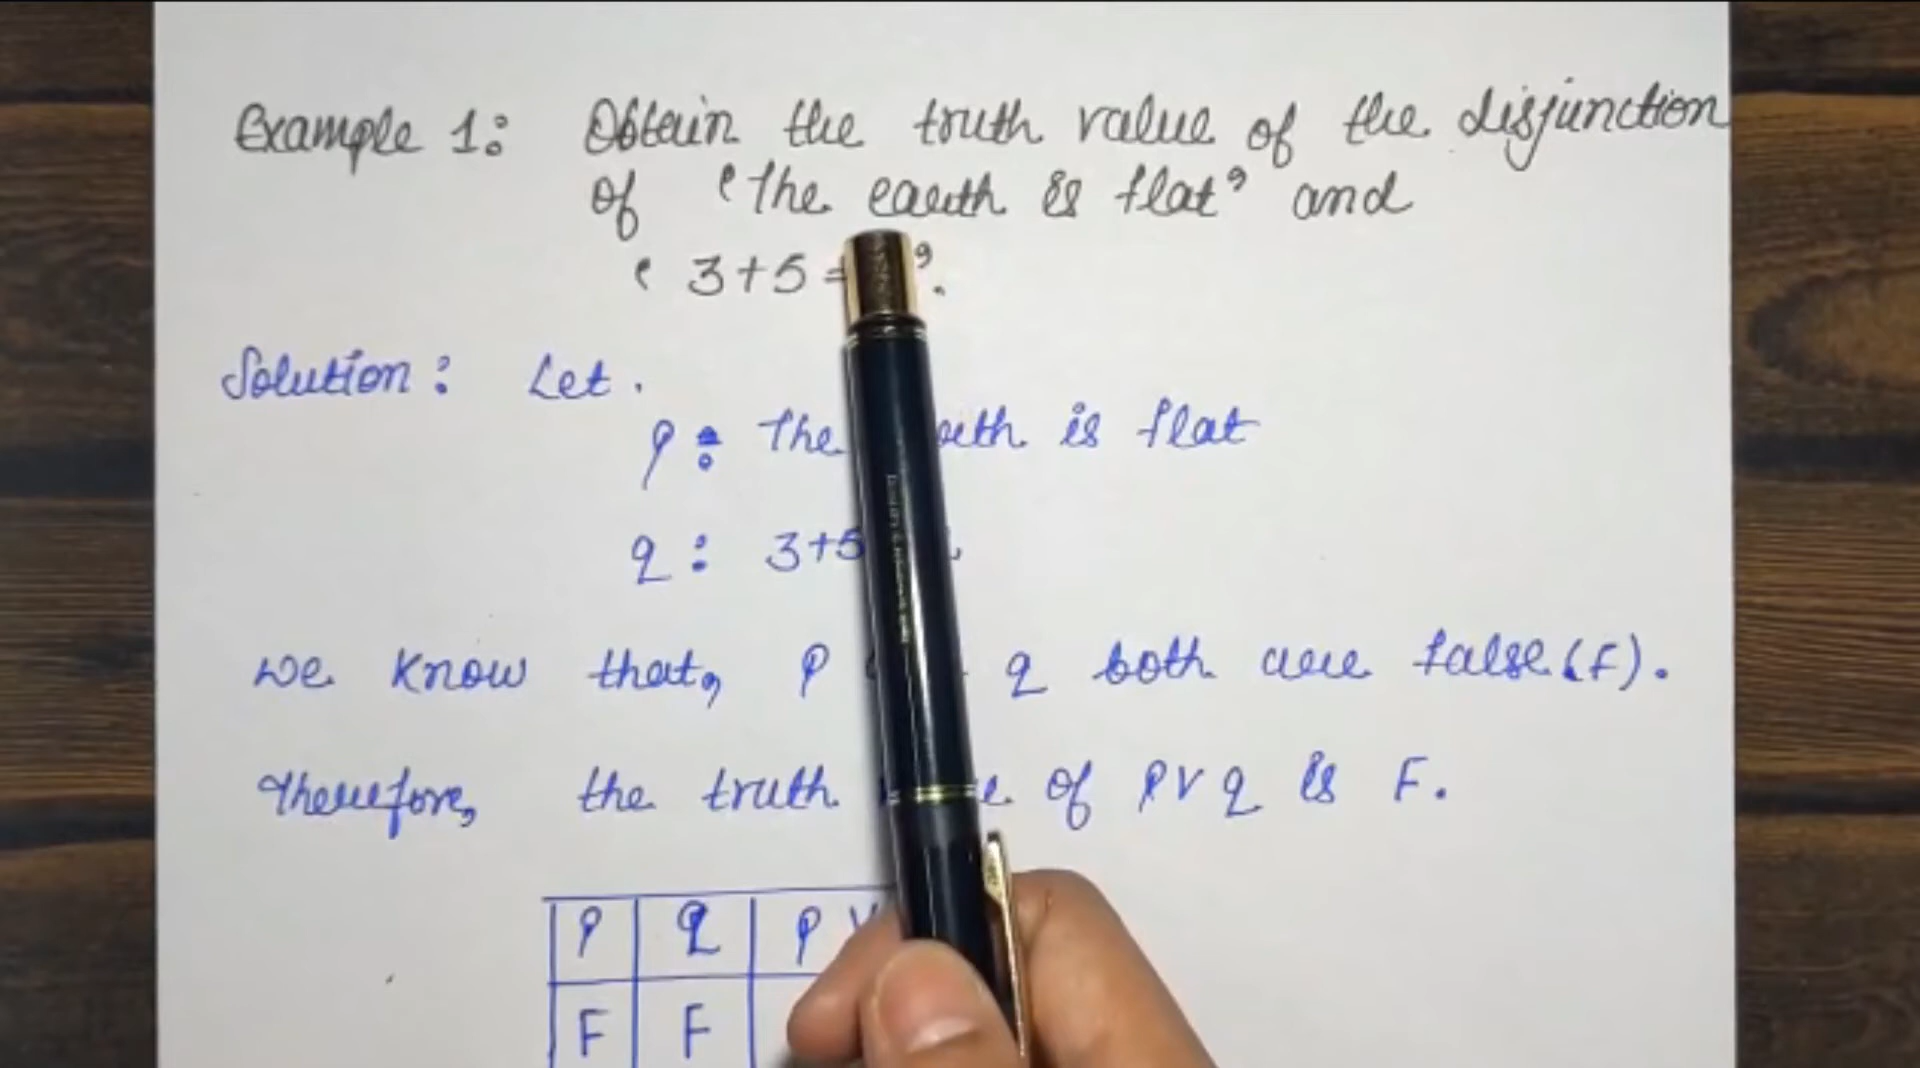 Example 1: Obtain the truth value of the disjunction
of 'The earth is flat' and
' 3+5 = '.
Solution: Let.
p: The is flat
q: 3+5
We know that, p q both are false (F).
Therefore, the truth of p∨q is F.
p q p ∨
F F